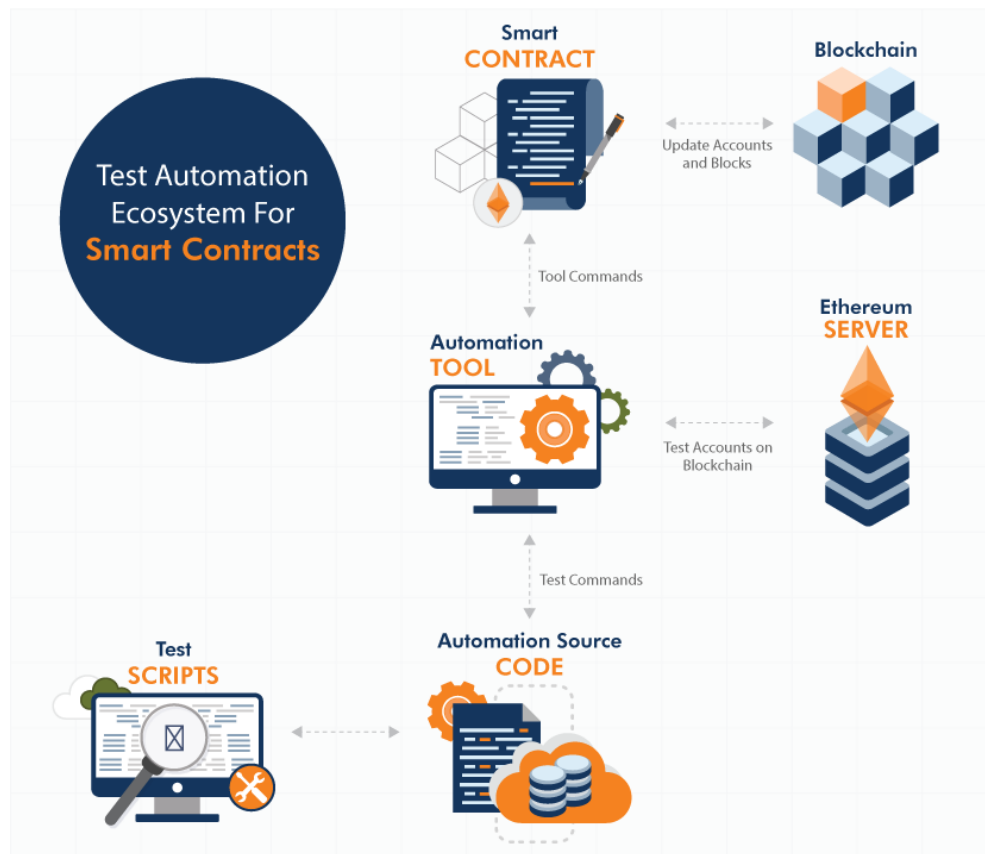 Test Automation
Ecosystem For
Smart Contracts
Smart
CONTRACT
Blockchain
Update Accounts
and Blocks
Tool Commands
Automation
TOOL
Ethereum
SERVER
Test Accounts on
Blockchain
Test Commands
Test
SCRIPTS
Automation Source
CODE